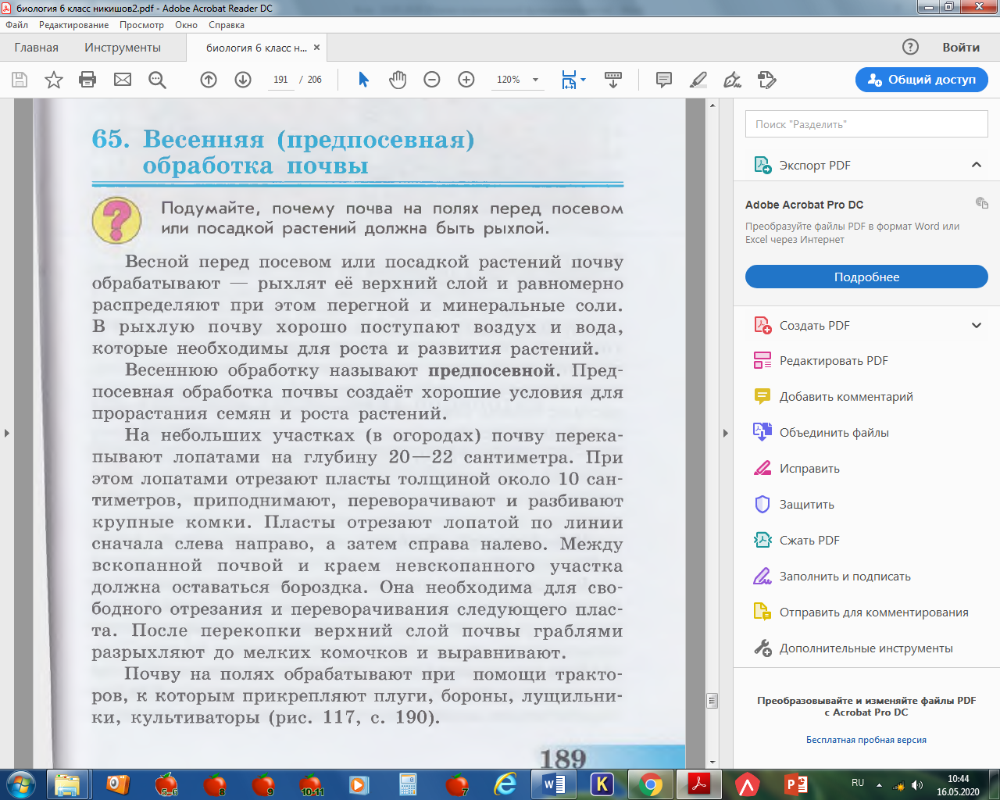 биология 6 класс никишов2.pdf - Adobe Acrobat Reader DC
Файл Редактирование Просмотр Окно Справка
Главная Инструменты биология 6 класс н... × Войти
191 / 206 120% Общий доступ
65. Весенняя (предпосевная)
обработка почвы
Подумайте, почему почва на полях перед посевом
или посадкой растений должна быть рыхлой.
Весной перед посевом или посадкой растений почву
обрабатывают — рыхлят её верхний слой и равномерно
распределяют при этом перегной и минеральные соли.
В рыхлую почву хорошо поступают воздух и вода,
которые необходимы для роста и развития растений.
Весеннюю обработку называют предпосевной. Пред-
посевная обработка почвы создаёт хорошие условия для
прорастания семян и роста растений.
На небольших участках (в огородах) почву перека-
пывают лопатами на глубину 20—22 сантиметра. При
этом лопатами отрезают пласты толщиной около 10 сан-
тиметров, приподнимают, переворачивают и разбивают
крупные комки. Пласты отрезают лопатой по линии
сначала слева направо, а затем справа налево. Между
вскопанной почвой и краем невскопанного участка
должна оставаться бороздка. Она необходима для сво-
бодного отрезания и переворачивания следующего плас-
та. После перекопки верхний слой почвы граблями
разрыхляют до мелких комочков и выравнивают.
Почву на полях обрабатывают при помощи тракто-
ров, к которым прикрепляют плуги, бороны, лущильни-
ки, культиваторы (рис. 117, с. 190).
189
Поиск "Разделить"
Экспорт PDF
Adobe Acrobat Pro DC
Преобразуйте файлы PDF в формат Word или
Excel через Интернет
Подробнее
Создать PDF
Редактировать PDF
Добавить комментарий
Объединить файлы
Исправить
Защитить
Сжать PDF
Заполнить и подписать
Отправить для комментирования
Дополнительные инструменты
Преобразовывайте и изменяйте файлы PDF
с Acrobat Pro DC
Бесплатная пробная версия
5-6 8 9 10-11 7 RU 10:44
16.05.2020